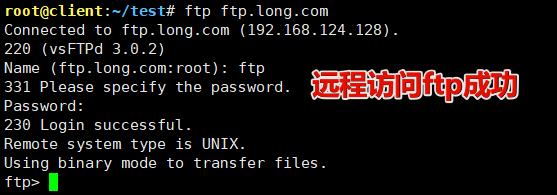 root@client:~/test# ftp ftp.long.com
Connected to ftp.long.com (192.168.124.128).
220 (vsFTPd 3.0.2)
Name (ftp.long.com:root): ftp
331 Please specify the password.
远程访问ftp成功
Password:
230 Login successful.
Remote system type is UNIX.
Using binary mode to transfer files.
ftp>